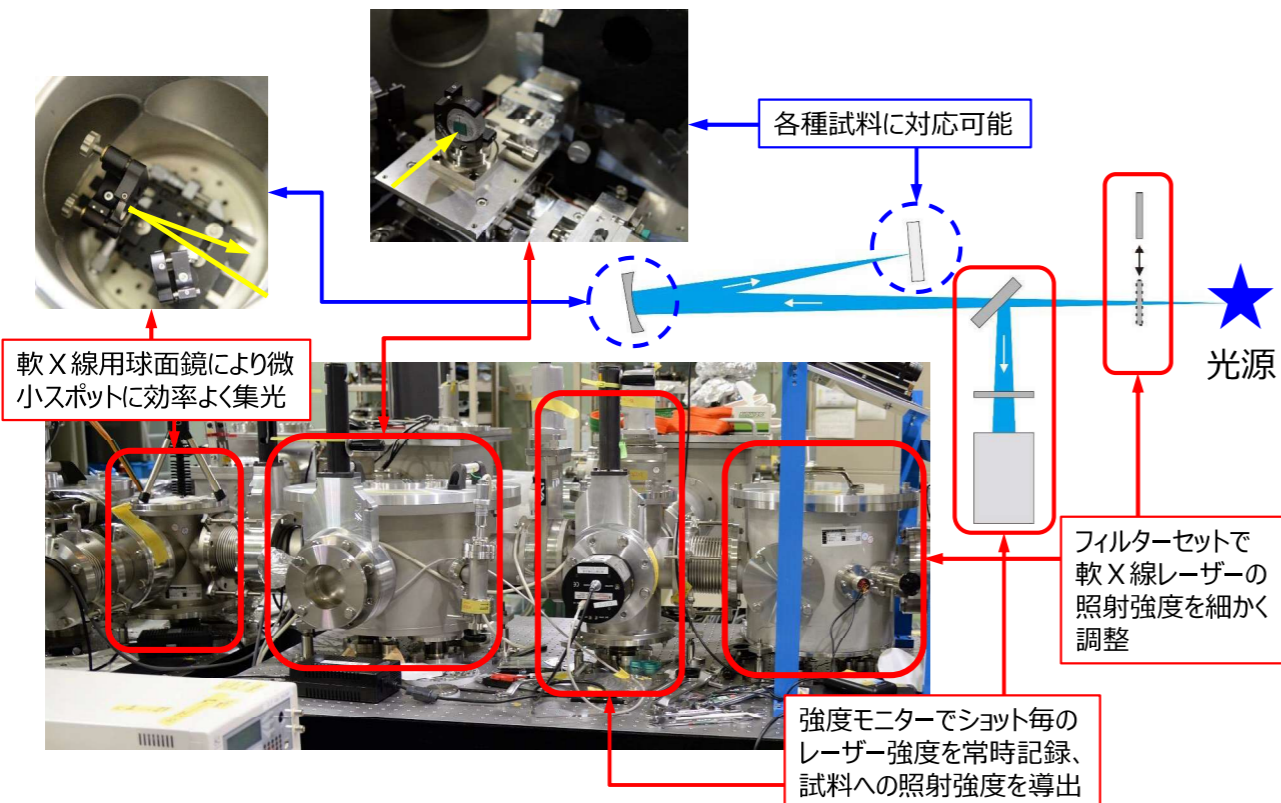 各種試料に対応可能
光源
軟X線用球面鏡により微
小スポットに効率よく集光
フィルターセットで
軟X線レーザーの
照射強度を細かく
調整
強度モニターでショット毎の
レーザー強度を常時記録、
試料への照射強度を導出